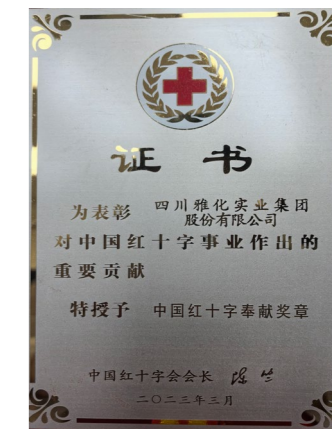 证书
为表彰 四川雅化实业集团
股份有限公司
对中国红十字事业作出的
重要贡献
特授予 中国红十字奉献奖章
中国红十字会会长 陈竺
二〇二三年三月